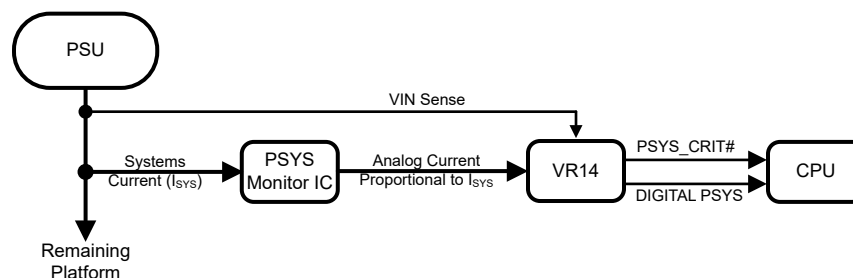 PSU
VIN Sense
Systems
Current (ISYS)
PSYS
Monitor IC
Analog Current
Proportional to ISYS
VR14
PSYS_CRIT#
DIGITAL PSYS
CPU
Remaining
Platform